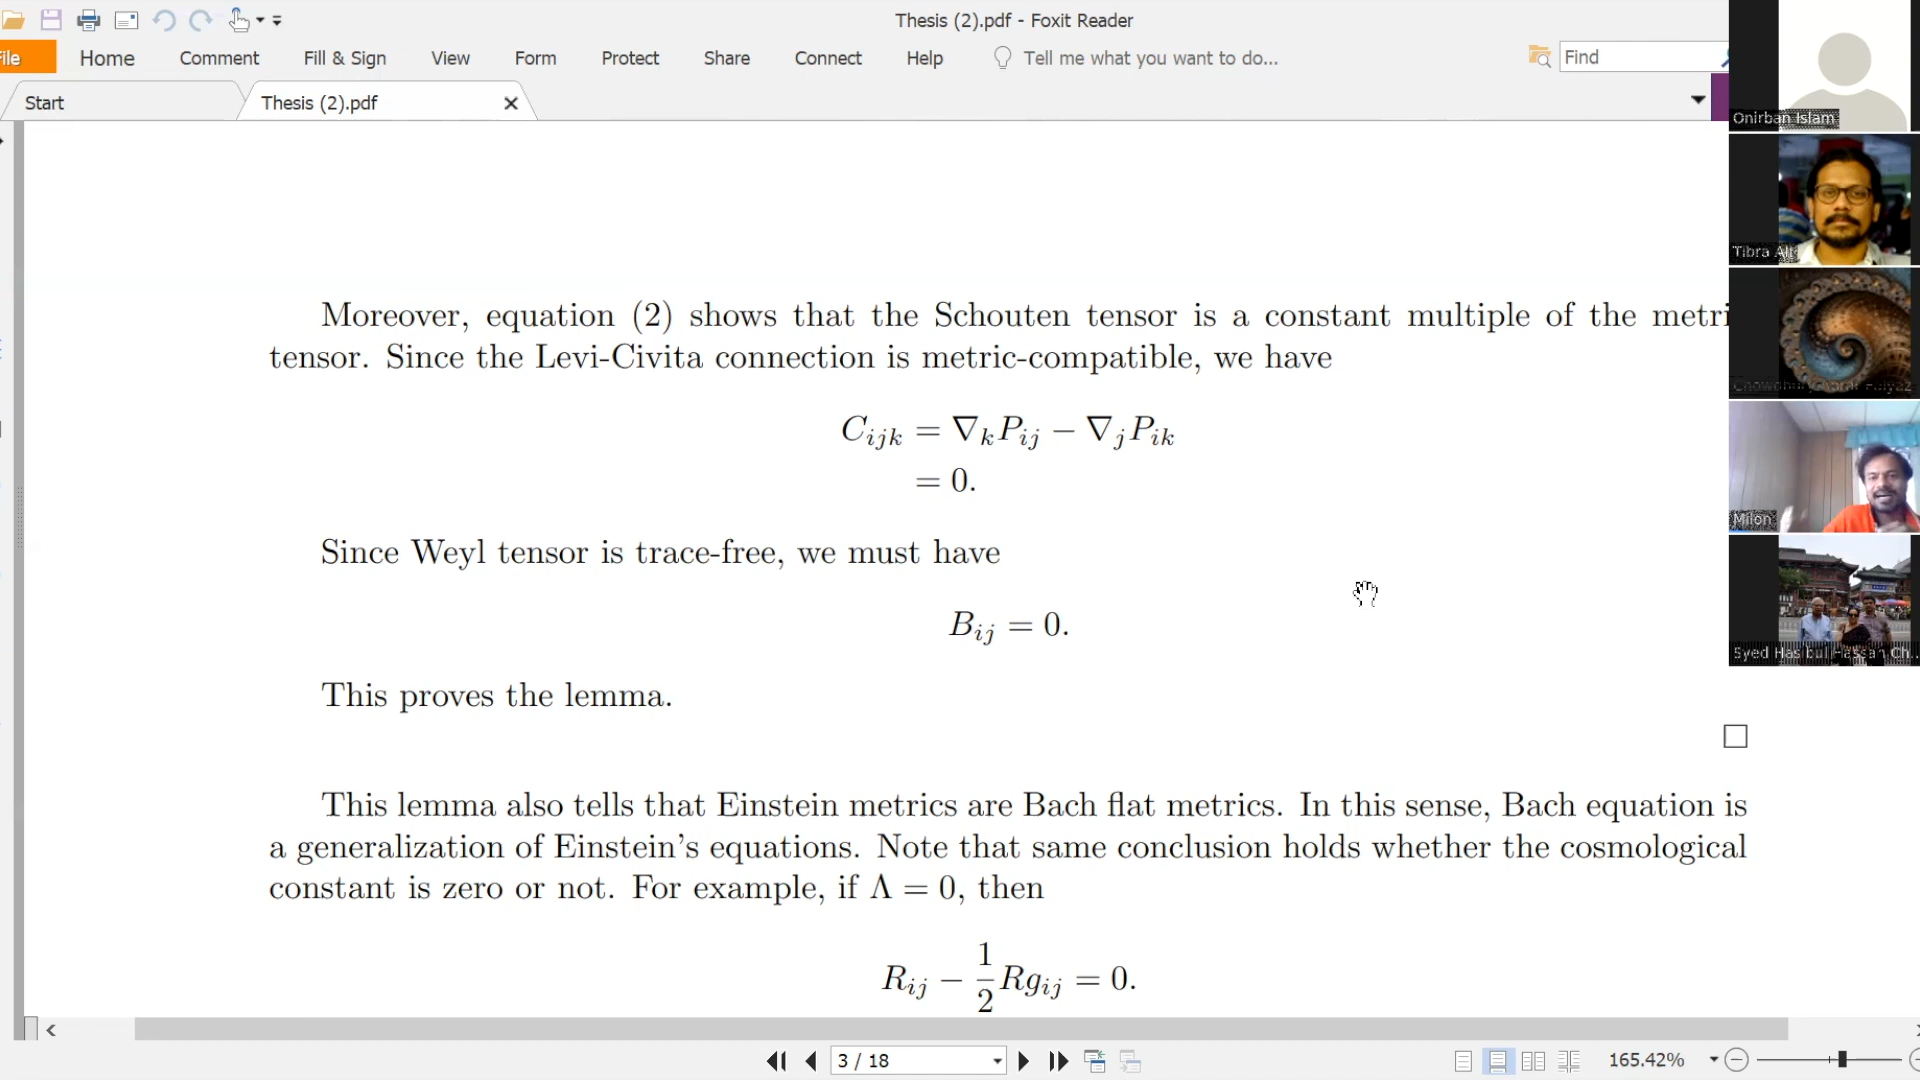 Thesis (2).pdf - Foxit Reader
ile Home Comment Fill & Sign View Form Protect Share Connect Help Tell me what you want to do... Find
Start Thesis (2).pdf
Onirban Islam
Tibra Ali
Moreover, equation (2) shows that the Schouten tensor is a constant multiple of the metri
tensor. Since the Levi-Civita connection is metric-compatible, we have
C_{ijk} = ∇_k P_{ij} − ∇_j P_{ik}
= 0.
Milon
Since Weyl tensor is trace-free, we must have
B_{ij} = 0.
Syed Hasibul Hassan Ch...
This proves the lemma.
□
This lemma also tells that Einstein metrics are Bach flat metrics. In this sense, Bach equation is
a generalization of Einstein's equations. Note that same conclusion holds whether the cosmological
constant is zero or not. For example, if Λ = 0, then
R_{ij} − \frac{1}{2} R g_{ij} = 0.
3 / 18 165.42%